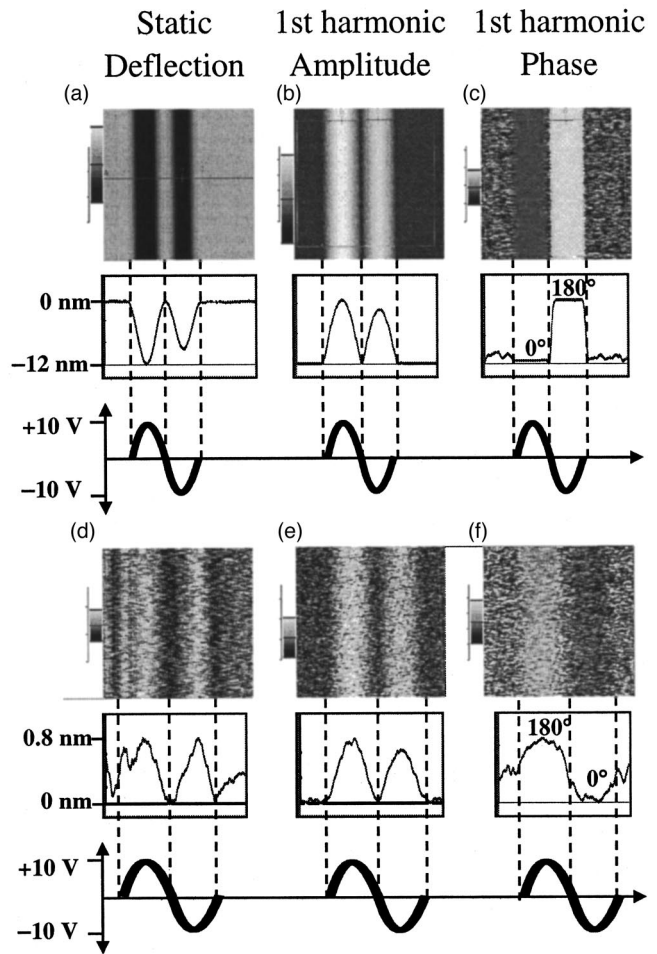 Static 1st harmonic 1st harmonic
Deflection Amplitude Phase
(a) (b) (c)
0 nm
−12 nm
180°
0°
+10 V
−10 V
(d) (e) (f)
0.8 nm
0 nm
180°
0°
+10 V
−10 V